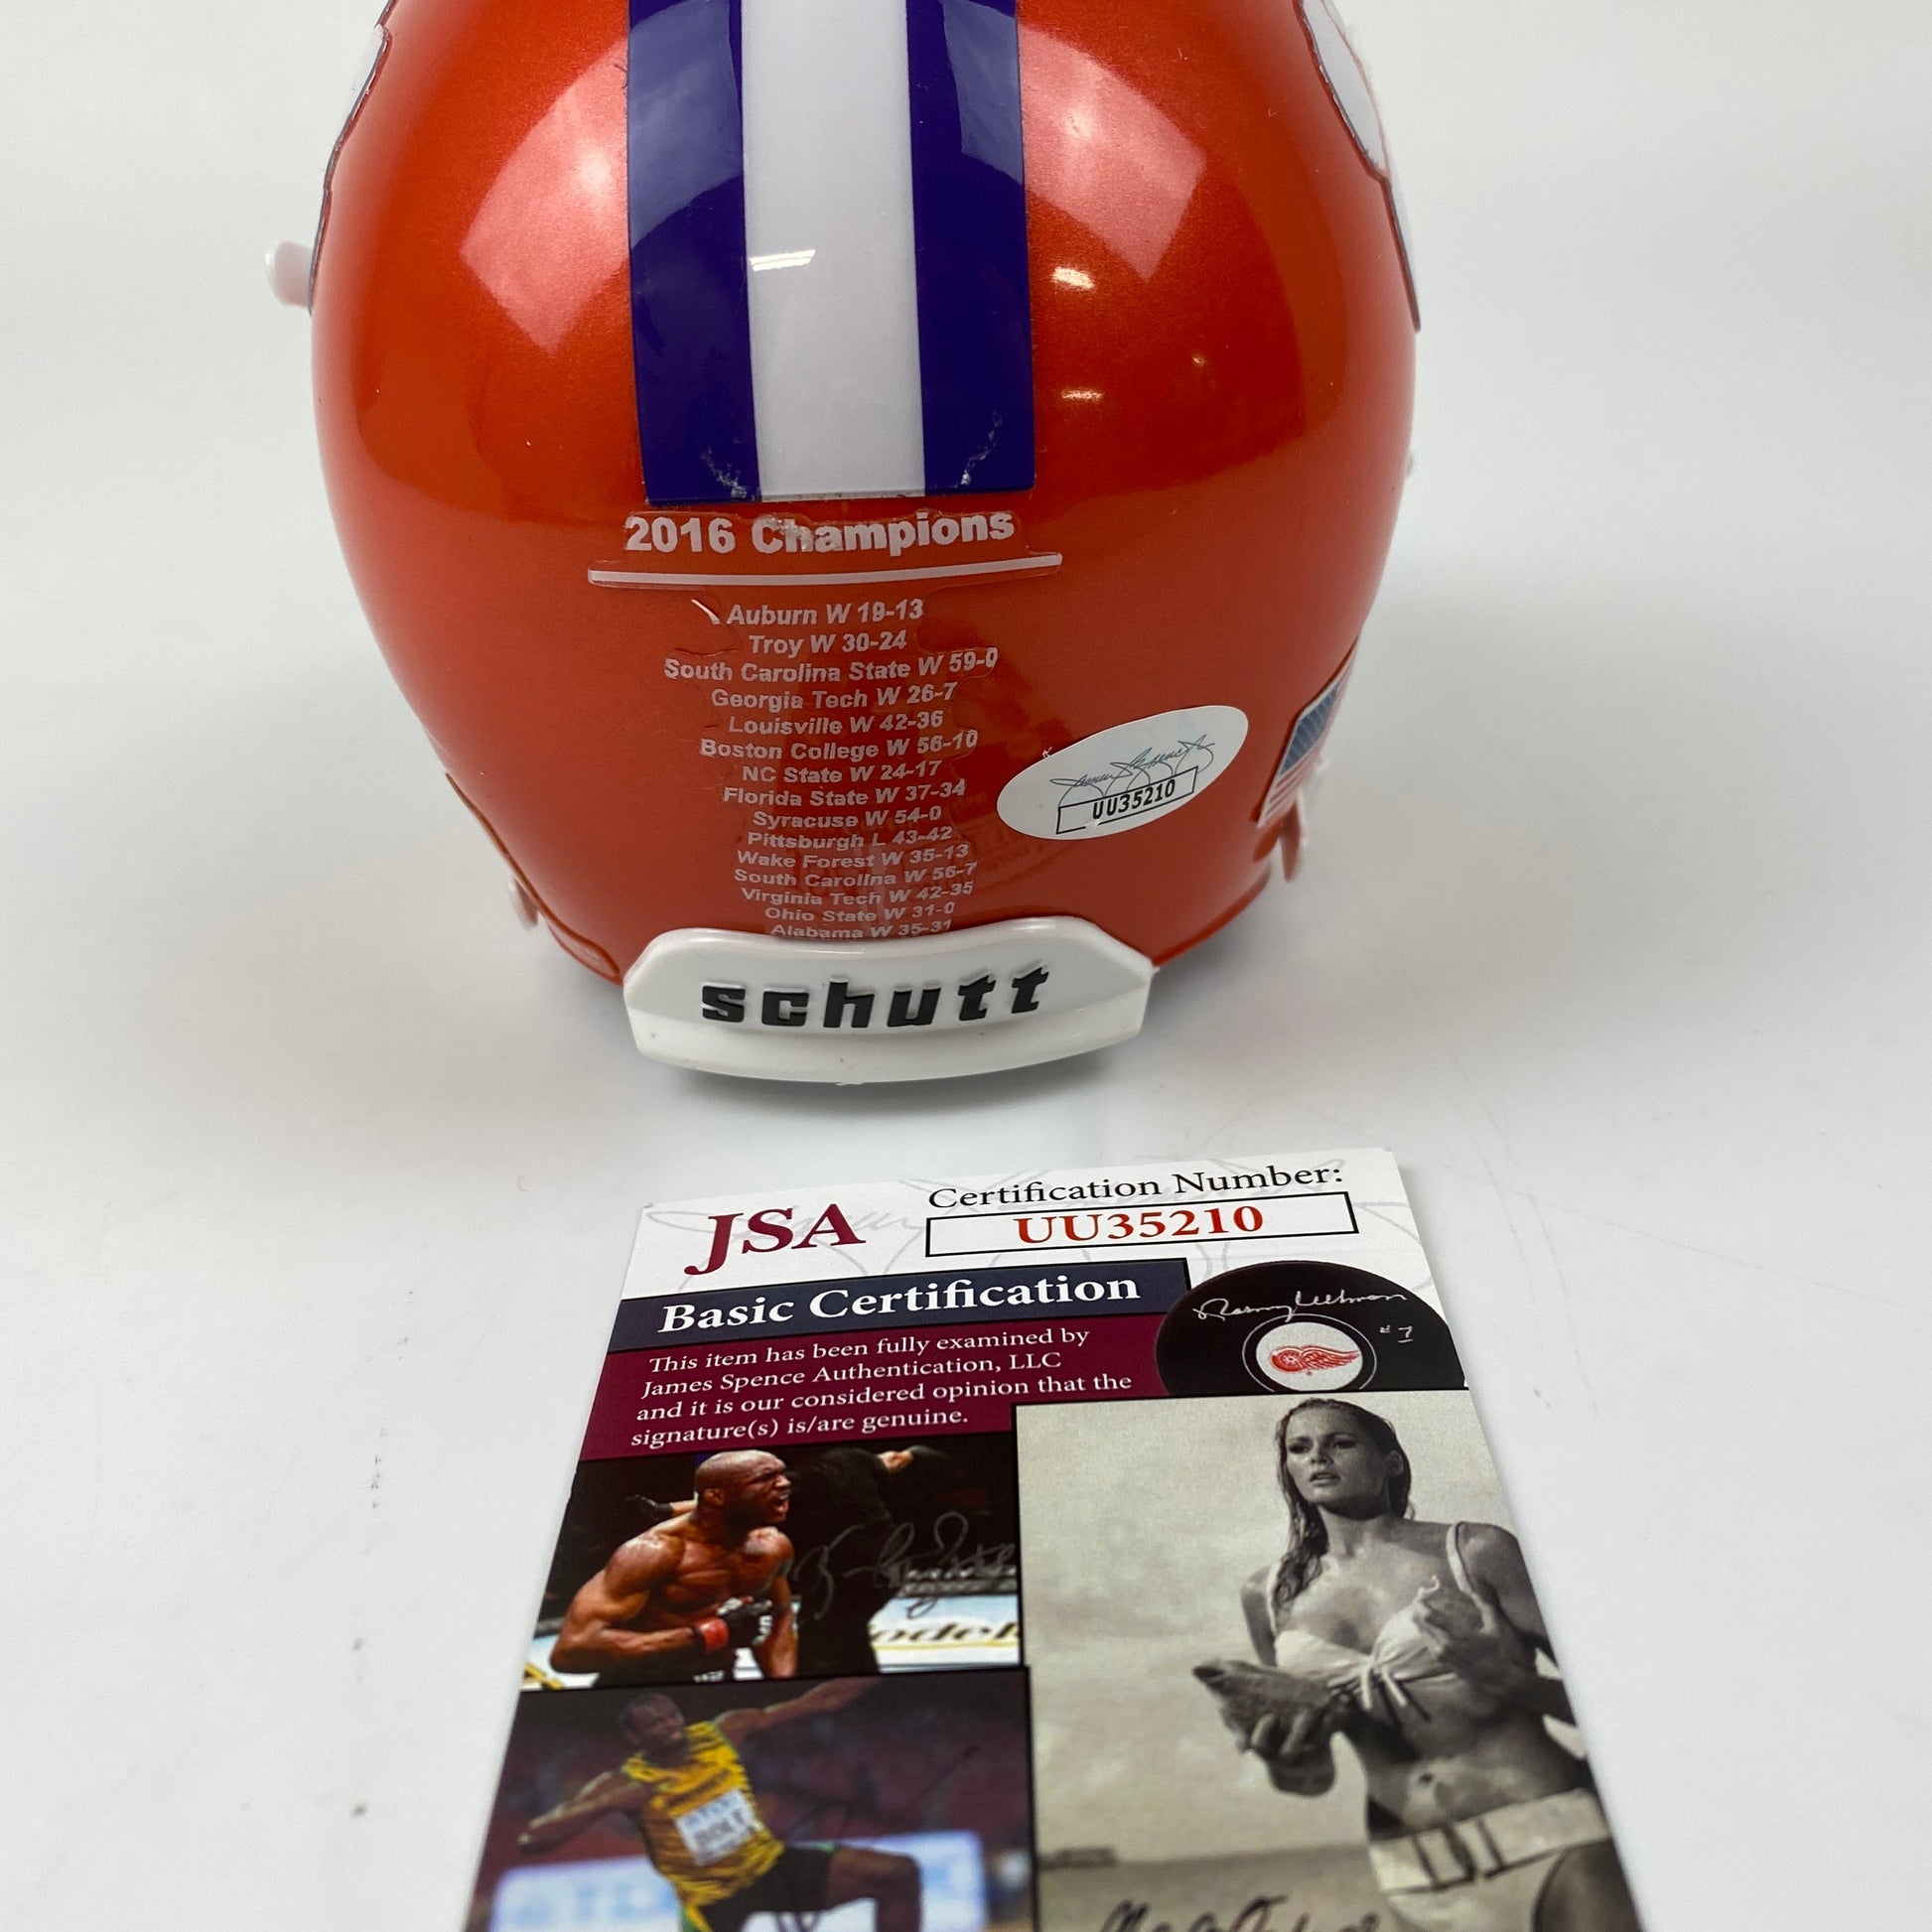 2016 Champions
Auburn W 19-13
Troy W 30-24
South Carolina State W 59-0
Georgia Tech W 26-7
Louisville W 42-36
Boston College W 56-10
NC State W 24-17
Florida State W 37-34
Syracuse W 54-0
Pittsburgh L 43-42
Wake Forest W 35-13
South Carolina W 56-7
Virginia Tech W 42-35
Ohio State W 31-0
Alabama W 35-31
UU35210
schutt
JSA
Certification Number:
UU35210
Basic Certification
This item has been fully examined by
James Spence Authentication, LLC
and it is our considered opinion that the
signature(s) is/are genuine.
#7